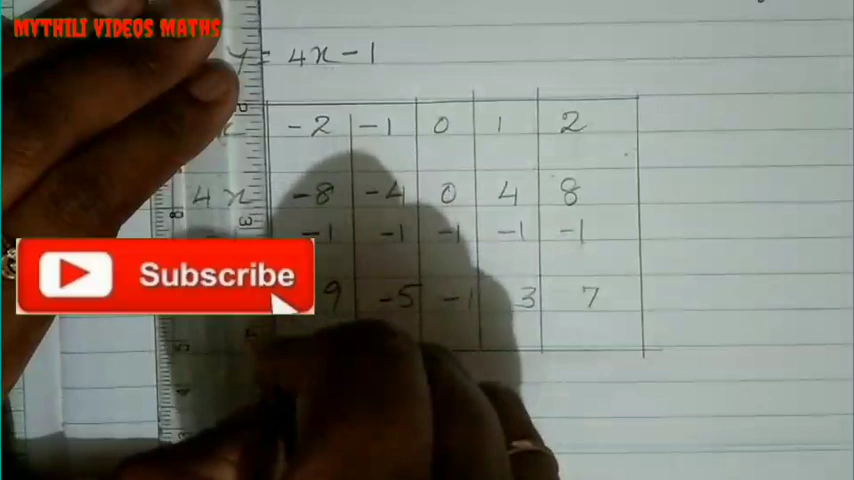 MYTHILI VIDEOS MATHS
y = 4x - 1
x -2 -1 0 1 2
4x -8 -4 0 4 8
-1 -1 -1 -1 -1
9 -5 -1 3 7
Subscribe